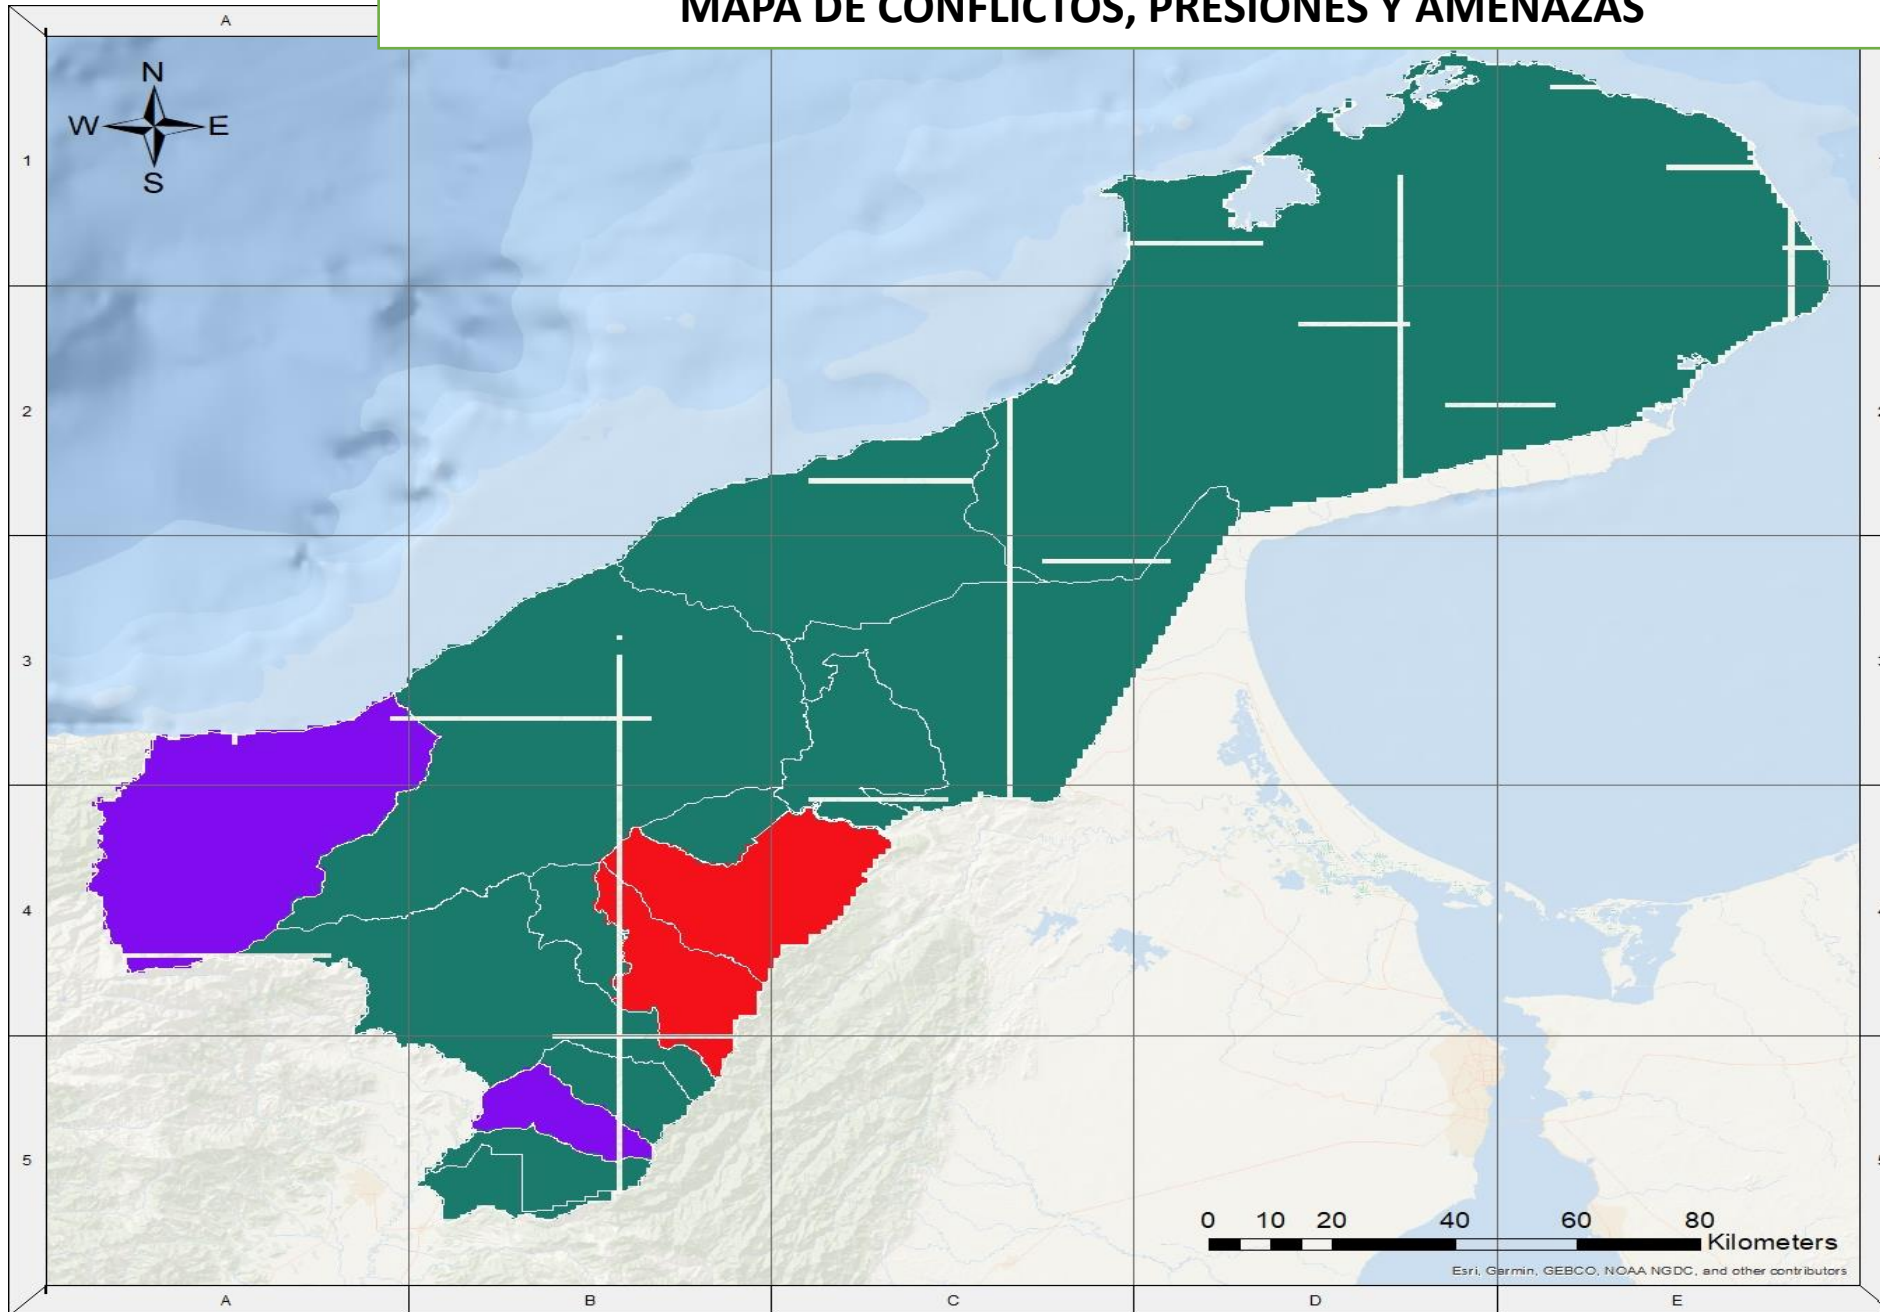 MAPA DE CONFLICTOS, PRESIONES Y AMENAZAS
A
N
W E
S
1
2
3
4
5
0 10 20 40 60 80
Kilometers
Esri, Garmin, GEBCO, NOAA NGDC, and other contributors
A B C D E